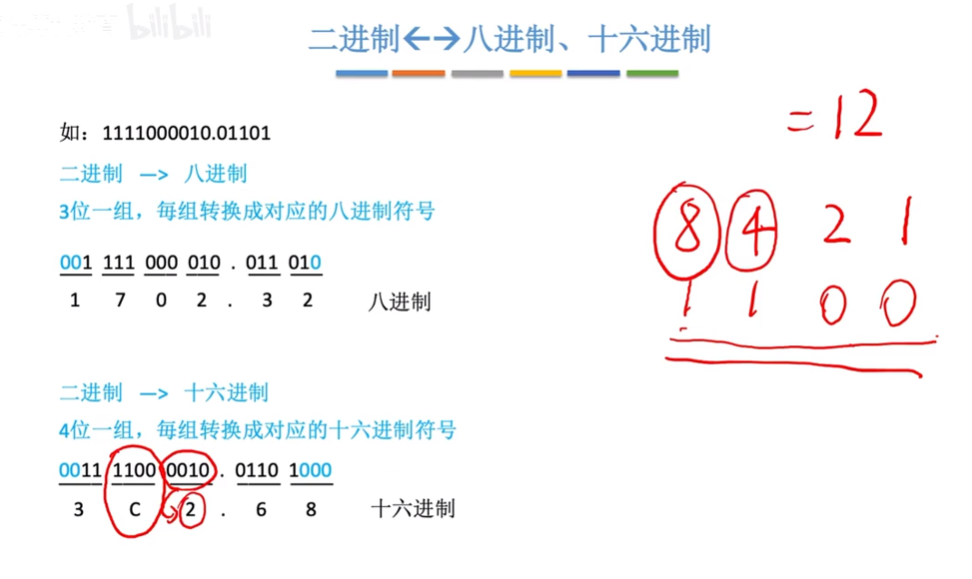 bilibili
二进制←→八进制、十六进制
如：1111000010.01101
=12
二进制 —> 八进制
3位一组，每组转换成对应的八进制符号
8 4 2 1
001 111 000 010 . 011 010
1 7 0 2 . 3 2 八进制
1 1 0 0
二进制 —> 十六进制
4位一组，每组转换成对应的十六进制符号
0011 1100 0010 . 0110 1000
3 C 2 . 6 8 十六进制